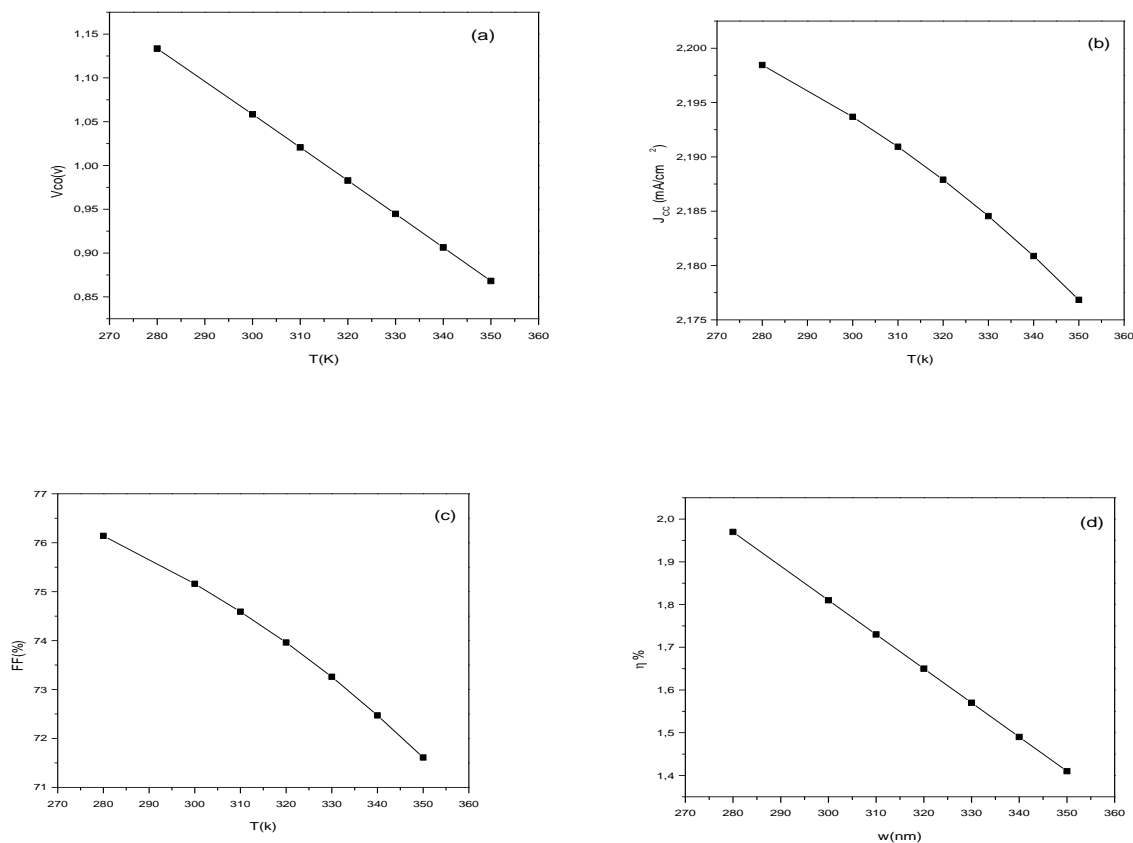 (a)
1,15
1,10
1,05
1,00
0,95
0,90
0,85
Vco(v)
270 280 290 300 310 320 330 340 350 360
T(K)
(b)
2,200
2,195
2,190
2,185
2,180
2,175
J_CC (mA/cm²)
270 280 290 300 310 320 330 340 350 360
T(k)
(c)
77
76
75
74
73
72
71
FF(%)
270 280 290 300 310 320 330 340 350 360
T(k)
(d)
2,0
1,9
1,8
1,7
1,6
1,5
1,4
η %
270 280 290 300 310 320 330 340 350 360
w(nm)